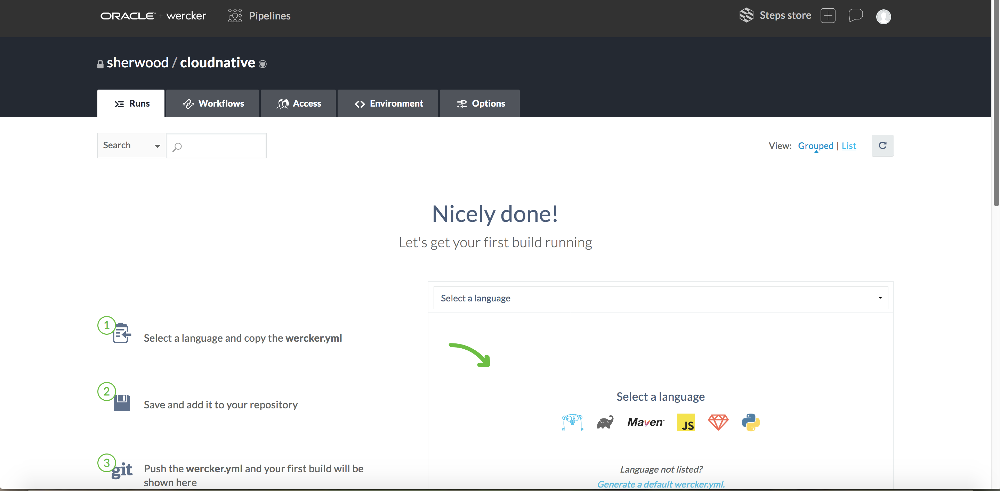 ORACLE + wercker Pipelines Steps store
sherwood / cloudnative
Runs Workflows Access Environment Options
Search View: Grouped | List
Nicely done!
Let's get your first build running
Select a language
1 Select a language and copy the wercker.yml
2 Save and add it to your repository
Select a language
Maven JS
3 git Push the wercker.yml and your first build will be
shown here
Language not listed?
Generate a default wercker.yml.